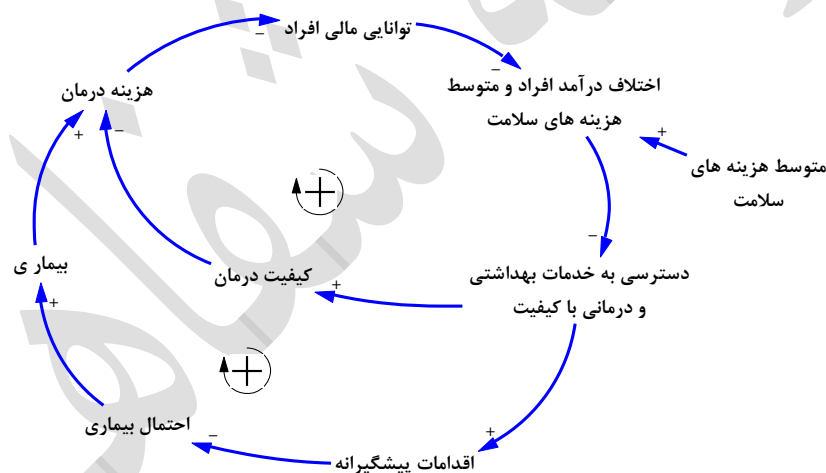 توانایی مالی افراد
اختلاف درآمد افراد و متوسط
هزینه های سلامت
هزینه درمان
متوسط هزینه های
سلامت
دسترسی به خدمات بهداشتی
و درمانی با کیفیت
کیفیت درمان
بیمار ی
احتمال بیماری
اقدامات پیشگیرانه